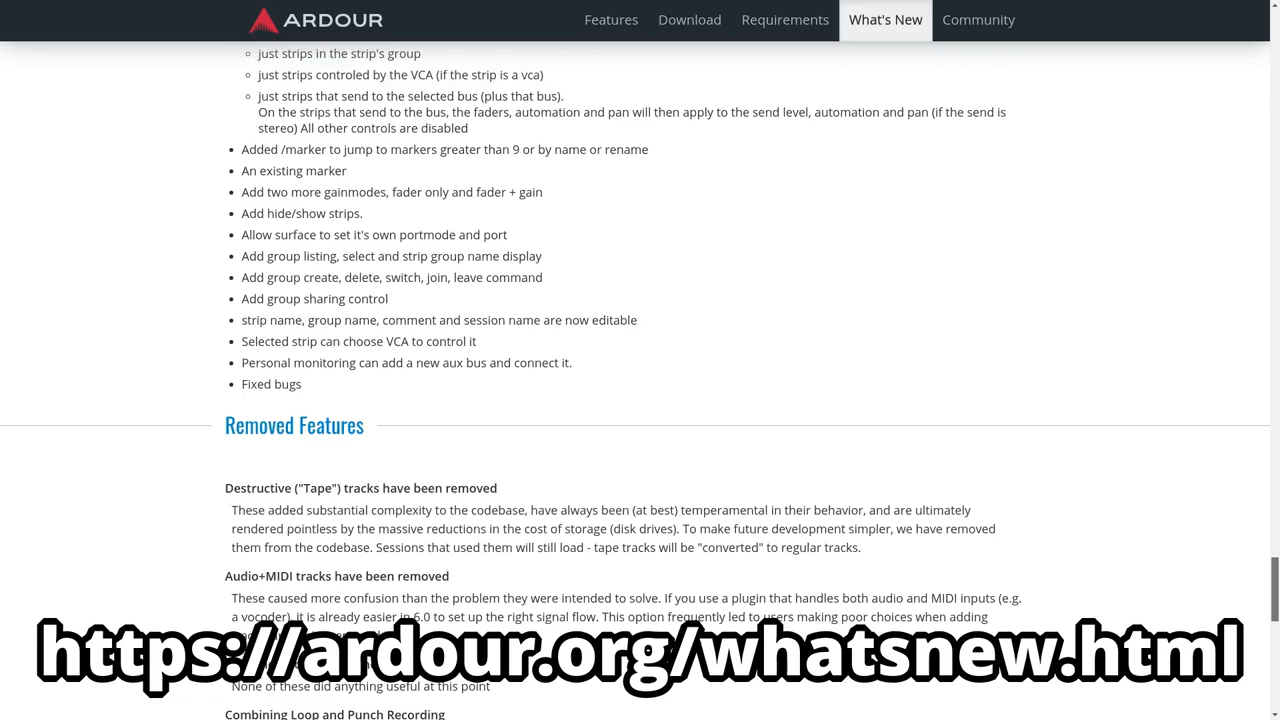 ARDOUR
Features Download Requirements What's New Community
just strips in the strip's group
just strips controled by the VCA (if the strip is a vca)
just strips that send to the selected bus (plus that bus).
On the strips that send to the bus, the faders, automation and pan will then apply to the send level, automation and pan (if the send is
stereo) All other controls are disabled
Added /marker to jump to markers greater than 9 or by name or rename
An existing marker
Add two more gainmodes, fader only and fader + gain
Add hide/show strips.
Allow surface to set it's own portmode and port
Add group listing, select and strip group name display
Add group create, delete, switch, join, leave command
Add group sharing control
strip name, group name, comment and session name are now editable
Selected strip can choose VCA to control it
Personal monitoring can add a new aux bus and connect it.
Fixed bugs
Removed Features
Destructive ("Tape") tracks have been removed
These added substantial complexity to the codebase, have always been (at best) temperamental in their behavior, and are ultimately
rendered pointless by the massive reductions in the cost of storage (disk drives). To make future development simpler, we have removed
them from the codebase. Sessions that used them will still load - tape tracks will be "converted" to regular tracks.
Audio+MIDI tracks have been removed
These caused more confusion than the problem they were intended to solve. If you use a plugin that handles both audio and MIDI inputs (e.g.
a vocoder), it is already easier in 6.0 to set up the right signal flow. This option frequently led to users making poor choices when adding
https://ardour.org/whatsnew.html
None of these did anything useful at this point
Combining Loop and Punch Recording